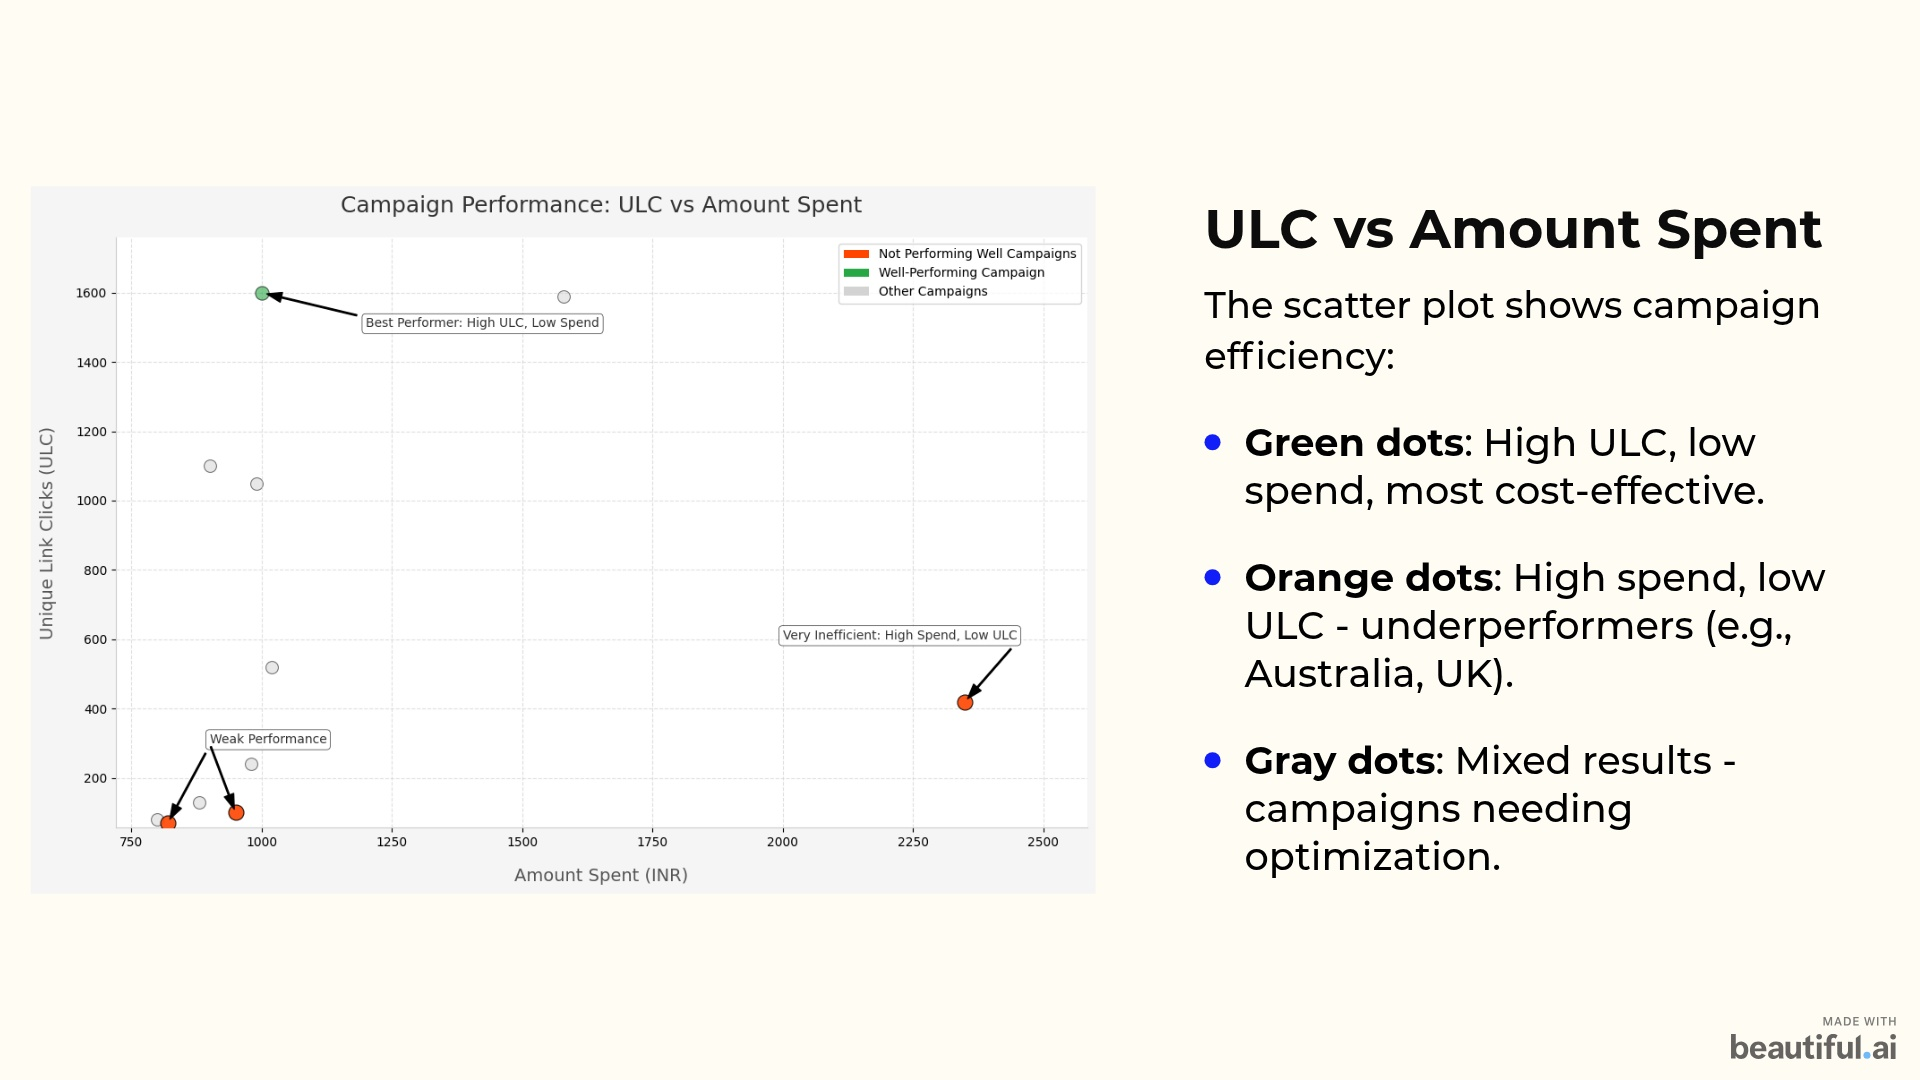 Campaign Performance: ULC vs Amount Spent
Not Performing Well Campaigns
Well-Performing Campaign
Other Campaigns
Best Performer: High ULC, Low Spend
Very Inefficient: High Spend, Low ULC
Weak Performance
Unique Link Clicks (ULC)
1600
1400
1200
1000
800
600
400
200
750 1000 1250 1500 1750 2000 2250 2500
Amount Spent (INR)
ULC vs Amount Spent
The scatter plot shows campaign
efficiency:
Green dots: High ULC, low
spend, most cost-effective.
Orange dots: High spend, low
ULC - underperformers (e.g.,
Australia, UK).
Gray dots: Mixed results -
campaigns needing
optimization.
MADE WITH
beautiful.ai